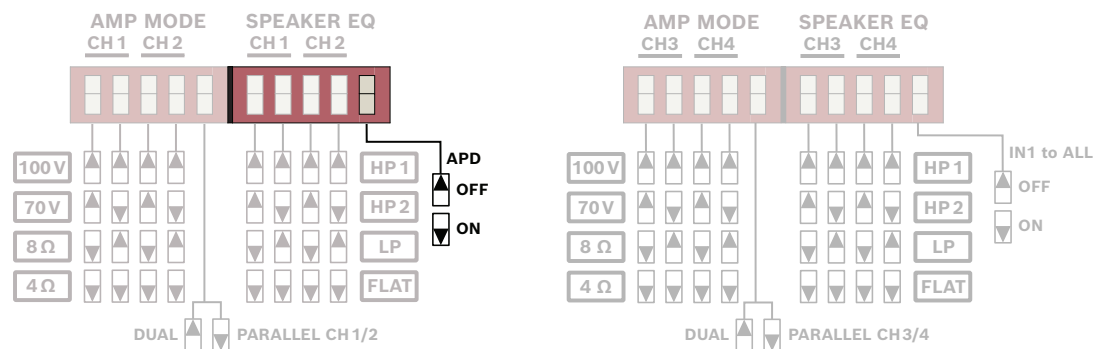 AMP MODE SPEAKER EQ AMP MODE SPEAKER EQ
CH 1 CH 2 CH 1 CH 2 CH3 CH4 CH3 CH4
APD IN1 to ALL
100 V HP 1 100 V HP 1
OFF OFF
70 V HP 2 70 V HP 2
ON ON
8 Ω LP 8 Ω LP
4 Ω FLAT 4 Ω FLAT
DUAL PARALLEL CH 1/2 DUAL PARALLEL CH 3/4